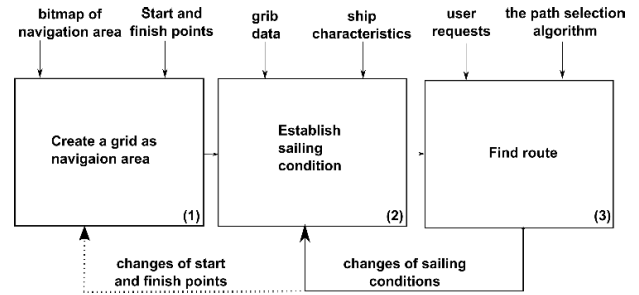 bitmap of
navigation area
Start and
finish points
grib
data
ship
characteristics
user
requests
the path selection
algorithm
Create a grid as
navigaion area
(1)
Establish
sailing
condition
(2)
Find route
(3)
changes of start
and finish points
changes of sailing
conditions